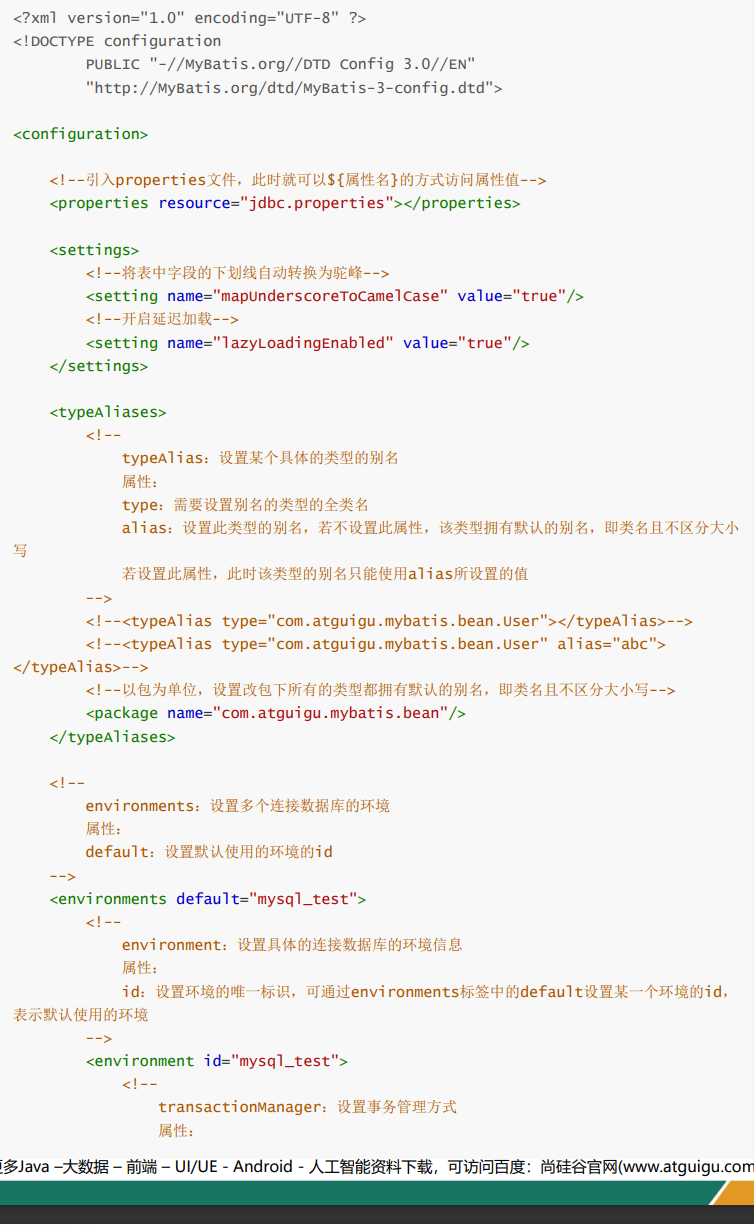 <?xml version="1.0" encoding="UTF-8" ?>
<!DOCTYPE configuration
        PUBLIC "-//MyBatis.org//DTD Config 3.0//EN"
        "http://MyBatis.org/dtd/MyBatis-3-config.dtd">
<configuration>
    <!--引入properties文件，此时就可以${属性名}的方式访问属性值-->
    <properties resource="jdbc.properties"></properties>
    <settings>
        <!--将表中字段的下划线自动转换为驼峰-->
        <setting name="mapUnderscoreToCamelCase" value="true"/>
        <!--开启延迟加载-->
        <setting name="lazyLoadingEnabled" value="true"/>
    </settings>
    <typeAliases>
        <!--
            typeAlias：设置某个具体的类型的别名
            属性：
            type：需要设置别名的类型的全类名
            alias：设置此类型的别名，若不设置此属性，该类型拥有默认的别名，即类名且不区分大小
写
            若设置此属性，此时该类型的别名只能使用alias所设置的值
        -->
        <!--<typeAlias type="com.atguigu.mybatis.bean.User"></typeAlias>-->
        <!--<typeAlias type="com.atguigu.mybatis.bean.User" alias="abc">
</typeAlias>-->
        <!--以包为单位，设置改包下所有的类型都拥有默认的别名，即类名且不区分大小写-->
        <package name="com.atguigu.mybatis.bean"/>
    </typeAliases>
    <!--
        environments：设置多个连接数据库的环境
        属性：
        default：设置默认使用的环境的id
    -->
    <environments default="mysql_test">
        <!--
            environment：设置具体的连接数据库的环境信息
            属性：
            id：设置环境的唯一标识，可通过environments标签中的default设置某一个环境的id，
表示默认使用的环境
        -->
        <environment id="mysql_test">
            <!--
                transactionManager：设置事务管理方式
                属性：
多Java –大数据 – 前端 – UI/UE - Android - 人工智能资料下载，可访问百度：尚硅谷官网(www.atguigu.com